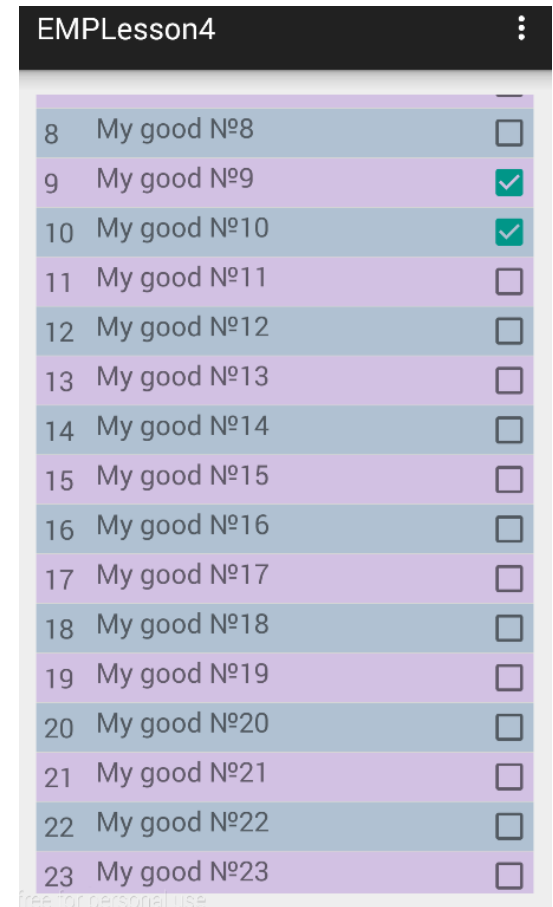 EMPLesson4
8 My good №8
9 My good №9
10 My good №10
11 My good №11
12 My good №12
13 My good №13
14 My good №14
15 My good №15
16 My good №16
17 My good №17
18 My good №18
19 My good №19
20 My good №20
21 My good №21
22 My good №22
23 My good №23
free for personal use